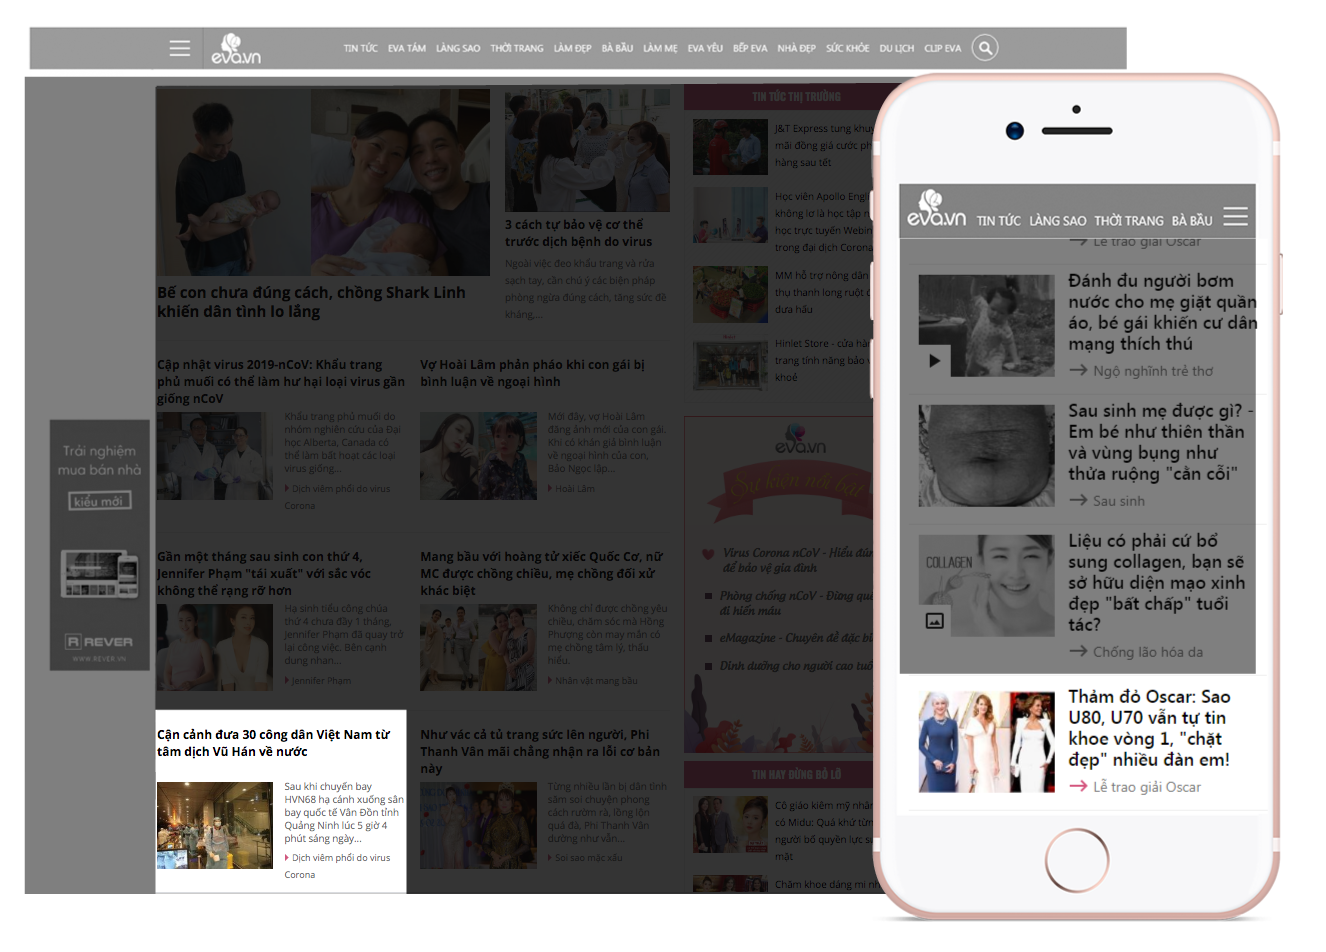 eva.vn
TIN TỨC EVA TÁM LÀNG SAO THỜI TRANG LÀM ĐẸP BÀ BẦU LÀM MẸ EVA YÊU BẾP EVA NHÀ ĐẸP SỨC KHỎE DU LỊCH CLIP EVA
Bế con chưa đúng cách, chồng Shark Linh
khiến dân tình lo lắng
3 cách tự bảo vệ cơ thể
trước dịch bệnh do virus
Ngoài việc đeo khẩu trang và rửa
sạch tay, cần chú ý các biện pháp
phòng ngừa đúng cách, tăng sức đề
kháng,...
Cập nhật virus 2019-nCoV: Khẩu trang
phủ muối có thể làm hư hại loại virus gần
giống nCoV
Khẩu trang phủ muối do
nhóm nghiên cứu của Đại
học Alberta, Canada có
thể làm bất hoạt các loại
virus giống...
Dịch viêm phổi do virus
Corona
Vợ Hoài Lâm phản pháo khi con gái bị
bình luận về ngoại hình
Mới đây, vợ Hoài Lâm
đăng ảnh mới của con gái.
Khi có khán giả bình luận
về ngoại hình của con,
Bảo Ngọc lập...
Hoài Lâm
Gần một tháng sau sinh con thứ 4,
Jennifer Phạm "tái xuất" với sắc vóc
không thể rạng rỡ hơn
Hạ sinh tiểu công chúa
thứ 4 chưa đầy 1 tháng,
Jennifer Phạm đã quay trở
lại công việc. Bên cạnh
dung nhan...
Jennifer Phạm
Mang bầu với hoàng tử xiếc Quốc Cơ, nữ
MC được chồng chiều, mẹ chồng đối xử
khác biệt
Không chỉ được chồng yêu
chiều, chăm sóc mà Hồng
Phượng còn may mắn có
mẹ chồng tâm lý, thấu
hiểu.
Nhân vật mang bầu
Cận cảnh đưa 30 công dân Việt Nam từ
tâm dịch Vũ Hán về nước
Sau khi chuyến bay
HVN68 hạ cánh xuống sân
bay quốc tế Vân Đồn tỉnh
Quảng Ninh lúc 5 giờ 4
phút sáng ngày...
Dịch viêm phổi do virus
Corona
Như vác cả tủ trang sức lên người, Phi
Thanh Vân mãi chẳng nhận ra lỗi cơ bản
này
Từng nhiều lần bị dân tình
săm soi chuyện phong
cách rườm rà, lồng lộn
quá đà, Phi Thanh Vân
dường như vẫn...
Soi sao mặc xấu
Trải nghiệm
mua bán nhà
kiểu mới
REVER
WWW.REVER.VN
TIN TỨC THỊ TRƯỜNG
J&T Express tung khuy
mãi đồng giá cước ph
hàng sau tết
Học viên Apollo Engl
không lo là học tập n
học trực tuyến Webin
trong đại dịch Corona
MM hỗ trợ nông dân
thụ thanh long ruột đ
dưa hấu
Hinlet Store - cửa hà
trang tính năng bảo v
khoẻ
eva.vn
Sự kiện nổi bật
Virus Corona nCoV - Hiểu đún
để bảo vệ gia đình
Phòng chống nCoV - Đừng qu
đi hiến máu
eMagazine - Chuyên đề đặc bi
Dinh dưỡng cho người cao tuổ
TIN HAY ĐỪNG BỎ LỠ
Cô giáo kiêm mỹ nhân
có Midu: Quá khứ từn
người bố quyền lực s
mặt
Chăm khoe dáng mi nh
eva.vn TIN TỨC LÀNG SAO THỜI TRANG BÀ BẦU
Lễ trao giải Oscar
Đánh đu người bơm
nước cho mẹ giặt quần
áo, bé gái khiến cư dân
mạng thích thú
Ngộ nghĩnh trẻ thơ
Sau sinh mẹ được gì? -
Em bé như thiên thần
và vùng bụng như
thửa ruộng "cằn cỗi"
Sau sinh
COLLAGEN
Liệu có phải cứ bổ
sung collagen, bạn sẽ
sở hữu diện mạo xinh
đẹp "bất chấp" tuổi
tác?
Chống lão hóa da
Thảm đỏ Oscar: Sao
U80, U70 vẫn tự tin
khoe vòng 1, "chặt
đẹp" nhiều đàn em!
Lễ trao giải Oscar